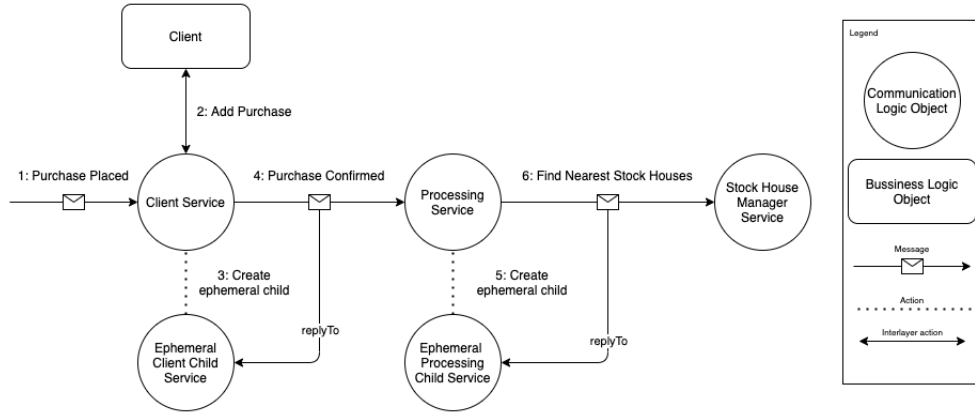 Client
2: Add Purchase
1: Purchase Placed
Client Service
4: Purchase Confirmed
Processing
Service
6: Find Nearest Stock Houses
Stock House
Manager
Service
3: Create
ephemeral child
5: Create
ephemeral child
replyTo
replyTo
Ephemeral
Client Child
Service
Ephemeral
Processing
Child Service
Legend
Communication
Logic Object
Bussiness Logic
Object
Message
Action
Interlayer action